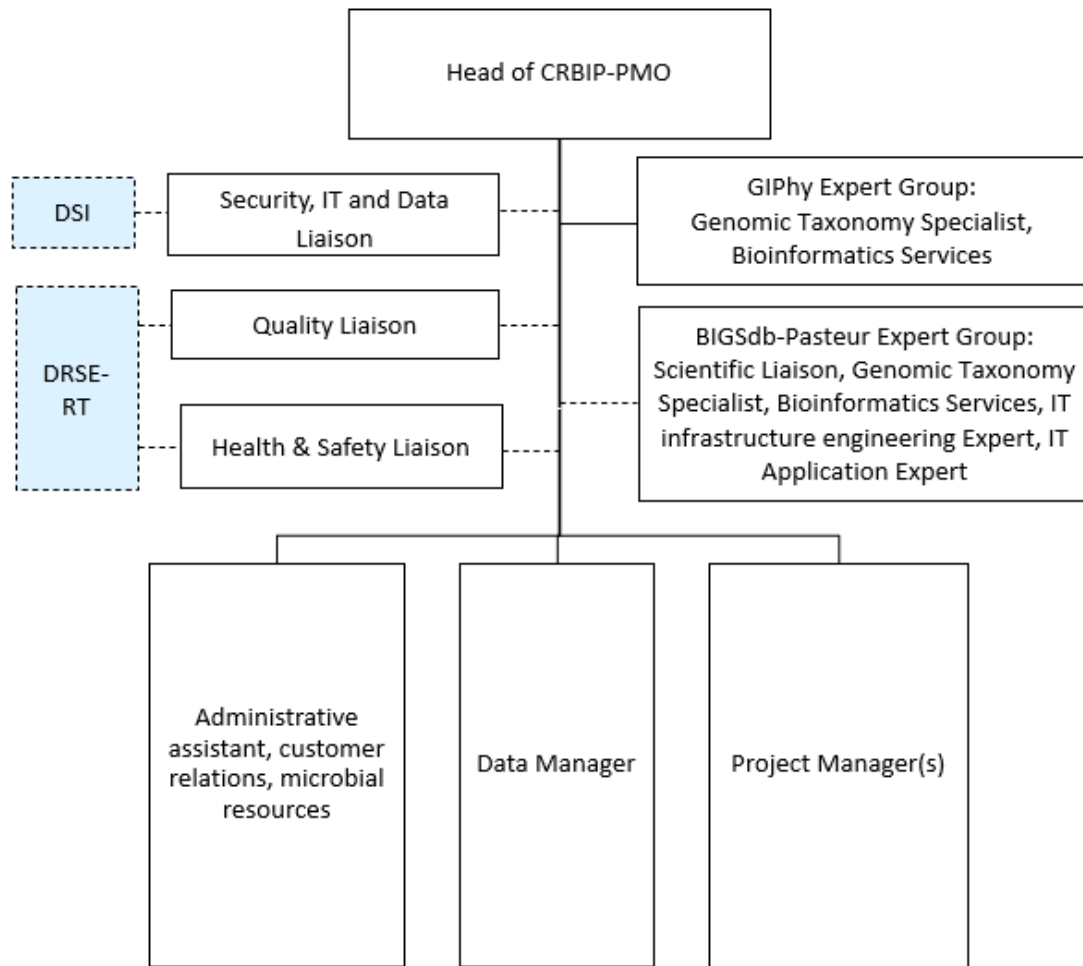 Head of CRBIP-PMO
DSI
Security, IT and Data
Liaison
GIPhy Expert Group:
Genomic Taxonomy Specialist,
Bioinformatics Services
DRSE-
RT
Quality Liaison
Health & Safety Liaison
BIGSdb-Pasteur Expert Group:
Scientific Liaison, Genomic Taxonomy
Specialist, Bioinformatics Services, IT
infrastructure engineering Expert, IT
Application Expert
Administrative
assistant, customer
relations, microbial
resources
Data Manager
Project Manager(s)